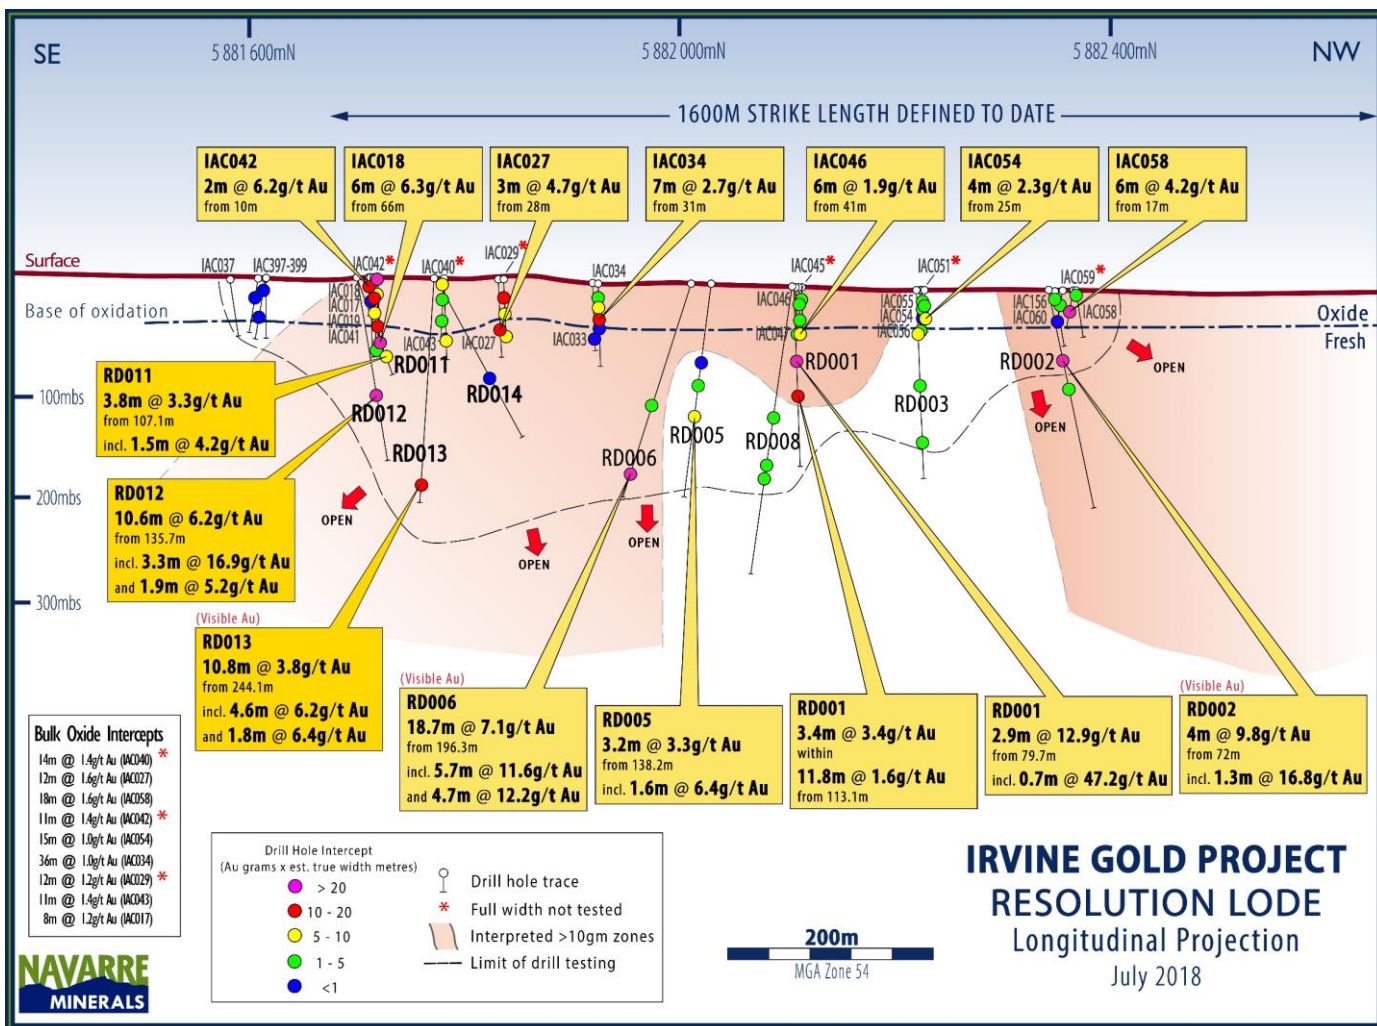 SE
5 881 600mN
5 882 000mN
5 882 400mN
NW
1600M STRIKE LENGTH DEFINED TO DATE
IAC042
2m @ 6.2g/t Au
from 10m
IAC018
6m @ 6.3g/t Au
from 66m
IAC027
3m @ 4.7g/t Au
from 28m
IAC034
7m @ 2.7g/t Au
from 31m
IAC046
6m @ 1.9g/t Au
from 41m
IAC054
4m @ 2.3g/t Au
from 25m
IAC058
6m @ 4.2g/t Au
from 17m
Surface
IAC037
IAC397-399
IAC042*
IAC040*
IAC029*
IAC034
IAC045*
IAC051*
IAC059*
IAC018
IAC017
IAC019
IAC041
IAC043
IAC027
IAC033
IAC046
IAC047
IAC055
IAC054
IAC056
IAC156
IAC060
IAC058
Base of oxidation
Oxide
Fresh
RD011
RD012
RD013
RD014
RD006
RD005
RD008
RD001
RD003
RD002
OPEN
OPEN
OPEN
OPEN
OPEN
100mbs
200mbs
300mbs
RD011
3.8m @ 3.3g/t Au
from 107.1m
incl. 1.5m @ 4.2g/t Au
RD012
10.6m @ 6.2g/t Au
from 135.7m
incl. 3.3m @ 16.9g/t Au
and 1.9m @ 5.2g/t Au
(Visible Au)
RD013
10.8m @ 3.8g/t Au
from 244.1m
incl. 4.6m @ 6.2g/t Au
and 1.8m @ 6.4g/t Au
(Visible Au)
RD006
18.7m @ 7.1g/t Au
from 196.3m
incl. 5.7m @ 11.6g/t Au
and 4.7m @ 12.2g/t Au
RD005
3.2m @ 3.3g/t Au
from 138.2m
incl. 1.6m @ 6.4g/t Au
RD001
3.4m @ 3.4g/t Au
within
11.8m @ 1.6g/t Au
from 113.1m
RD001
2.9m @ 12.9g/t Au
from 79.7m
incl. 0.7m @ 47.2g/t Au
(Visible Au)
RD002
4m @ 9.8g/t Au
from 72m
incl. 1.3m @ 16.8g/t Au
Bulk Oxide Intercepts
14m @ 1.4g/t Au (IAC040) *
12m @ 1.6g/t Au (IAC027)
18m @ 1.6g/t Au (IAC058)
11m @ 1.4g/t Au (IAC042) *
15m @ 1.0g/t Au (IAC054)
36m @ 1.0g/t Au (IAC034)
12m @ 1.2g/t Au (IAC029) *
11m @ 1.4g/t Au (IAC043)
8m @ 1.2g/t Au (IAC017)
Drill Hole Intercept
(Au grams x est. true width metres)
> 20
10 - 20
5 - 10
1 - 5
<1
Drill hole trace
* Full width not tested
Interpreted >10gm zones
Limit of drill testing
200m
MGA Zone 54
IRVINE GOLD PROJECT
RESOLUTION LODE
Longitudinal Projection
July 2018
NAVARRE
MINERALS